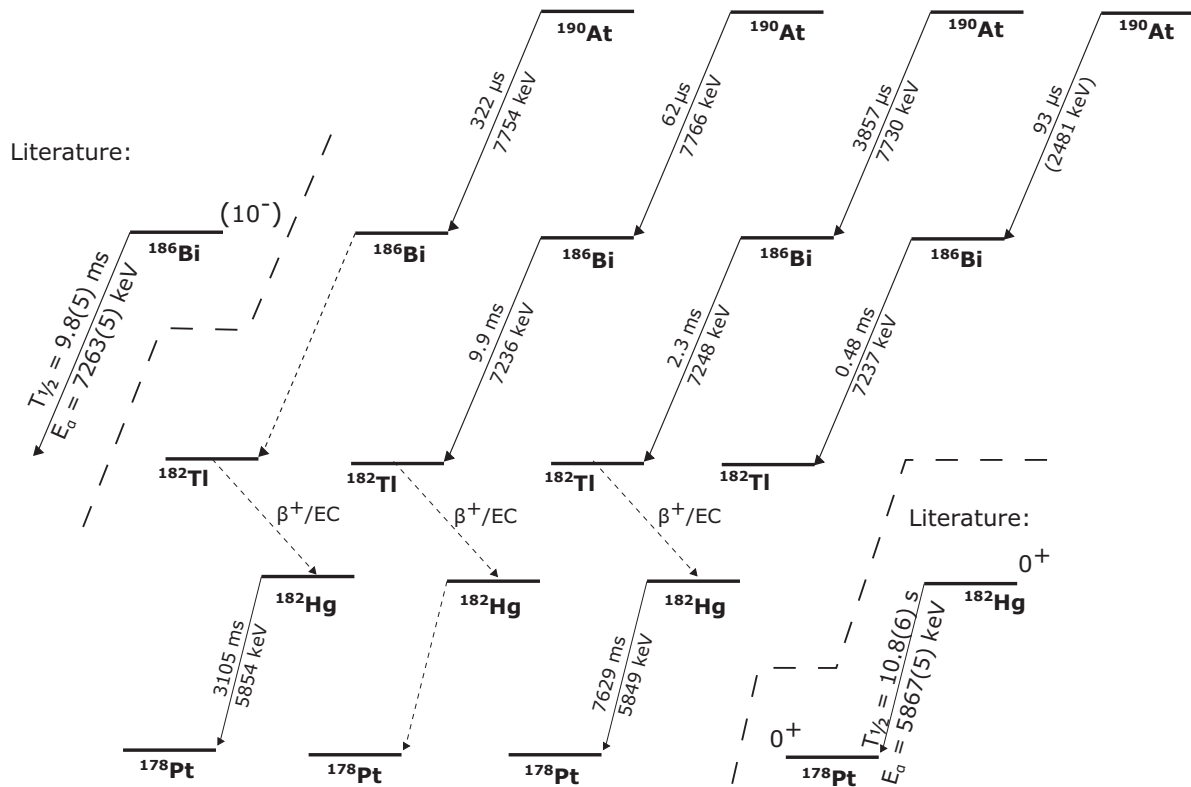 ¹⁹⁰At
¹⁹⁰At
¹⁹⁰At
¹⁹⁰At
322 μs
7754 keV
62 μs
7766 keV
3857 μs
7730 keV
93 μs
(2481 keV)
Literature:
(10⁻)
¹⁸⁶Bi
¹⁸⁶Bi
¹⁸⁶Bi
¹⁸⁶Bi
¹⁸⁶Bi
T½ = 9.8(5) ms
Eα = 7263(5) keV
9.9 ms
7236 keV
2.3 ms
7248 keV
0.48 ms
7237 keV
¹⁸²Tl
¹⁸²Tl
¹⁸²Tl
¹⁸²Tl
β⁺/EC
β⁺/EC
β⁺/EC
Literature:
0⁺
¹⁸²Hg
¹⁸²Hg
¹⁸²Hg
¹⁸²Hg
3105 ms
5854 keV
7629 ms
5849 keV
T½ = 10.8(6) s
Eα = 5867(5) keV
0⁺
¹⁷⁸Pt
¹⁷⁸Pt
¹⁷⁸Pt
¹⁷⁸Pt